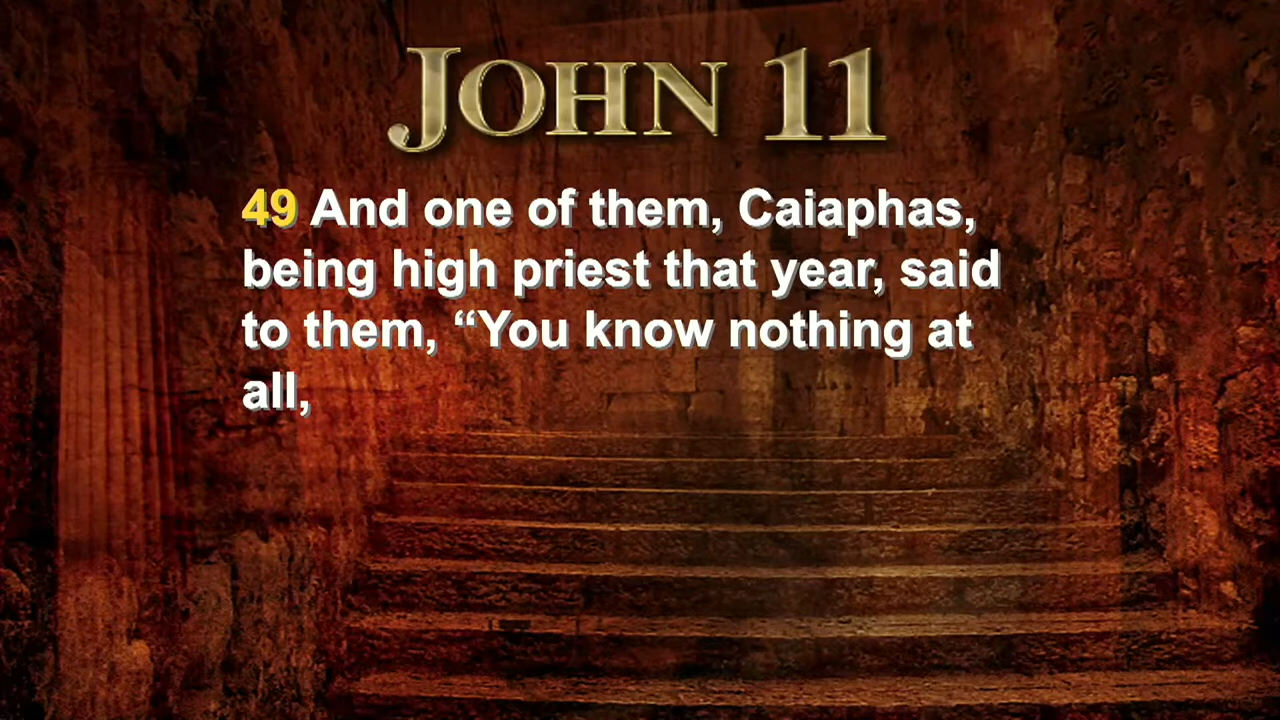 JOHN 11
49 And one of them, Caiaphas,
being high priest that year, said
to them, “You know nothing at
all,